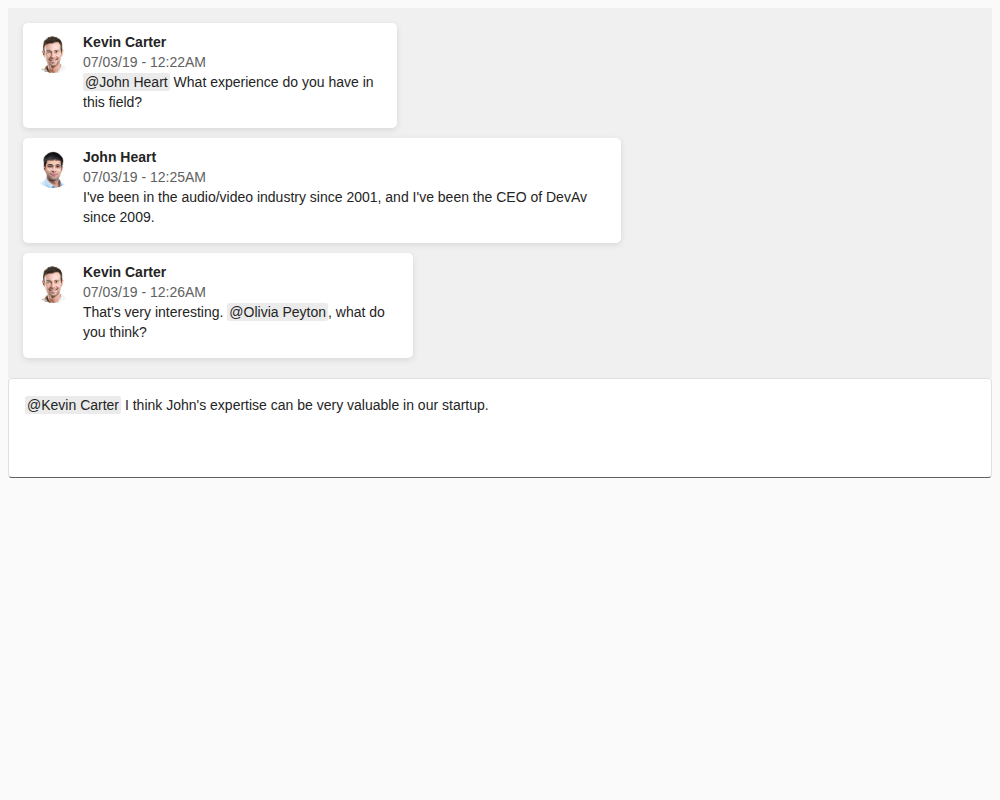 Kevin Carter
07/03/19 - 12:22AM
@John Heart What experience do you have in
this field?
John Heart
07/03/19 - 12:25AM
I've been in the audio/video industry since 2001, and I've been the CEO of DevAv
since 2009.
Kevin Carter
07/03/19 - 12:26AM
That's very interesting. @Olivia Peyton, what do
you think?
@Kevin Carter I think John's expertise can be very valuable in our startup.